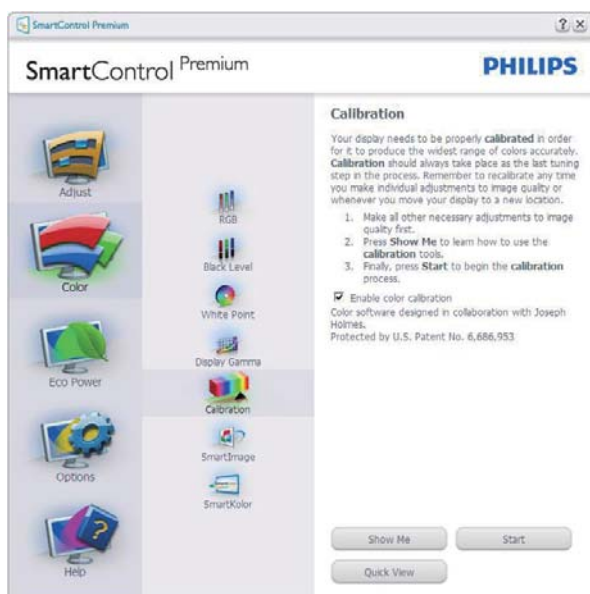 SmartControl Premium
SmartControl Premium
PHILIPS
Adjust
Color
Eco Power
Options
Help
RGB
Black Level
White Point
Display Gamma
Calibration
SmartImage
SmartKolor
Calibration
Your display needs to be properly calibrated in order
for it to produce the widest range of colors accurately.
Calibration should always take place as the last tuning
step in the process. Remember to recalibrate any time
you make individual adjustments to image quality or
whenever you move your display to a new location.
1. Make all other necessary adjustments to image
quality first.
2. Press Show Me to learn how to use the
calibration tools.
3. Finally, press Start to begin the calibration
process.
Enable color calibration
Color software designed in collaboration with Joseph
Holmes.
Protected by U.S. Patent No. 6,686,953
Show Me
Start
Quick View